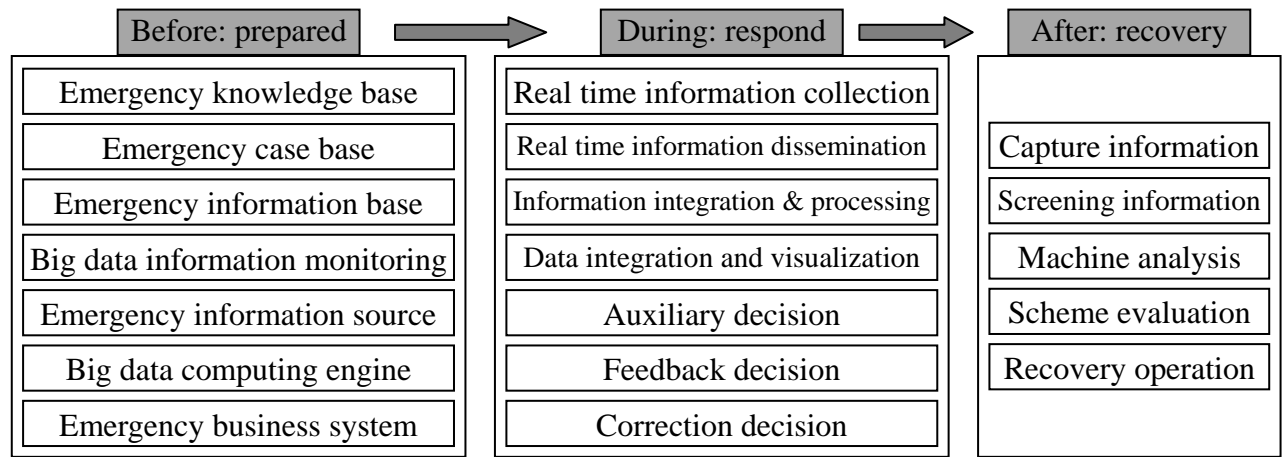 Before: prepared
During: respond
After: recovery
Emergency knowledge base
Emergency case base
Emergency information base
Big data information monitoring
Emergency information source
Big data computing engine
Emergency business system
Real time information collection
Real time information dissemination
Information integration & processing
Data integration and visualization
Auxiliary decision
Feedback decision
Correction decision
Capture information
Screening information
Machine analysis
Scheme evaluation
Recovery operation